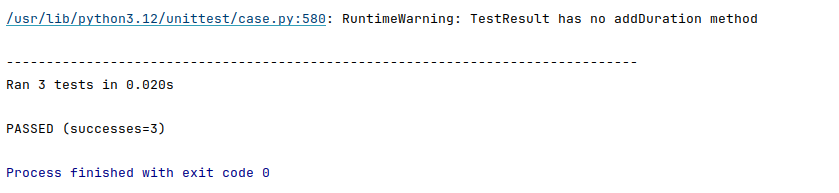 /usr/lib/python3.12/unittest/case.py:580: RuntimeWarning: TestResult has no addDuration method
-------------------------------------------------------------------------------
Ran 3 tests in 0.020s
PASSED (successes=3)
Process finished with exit code 0